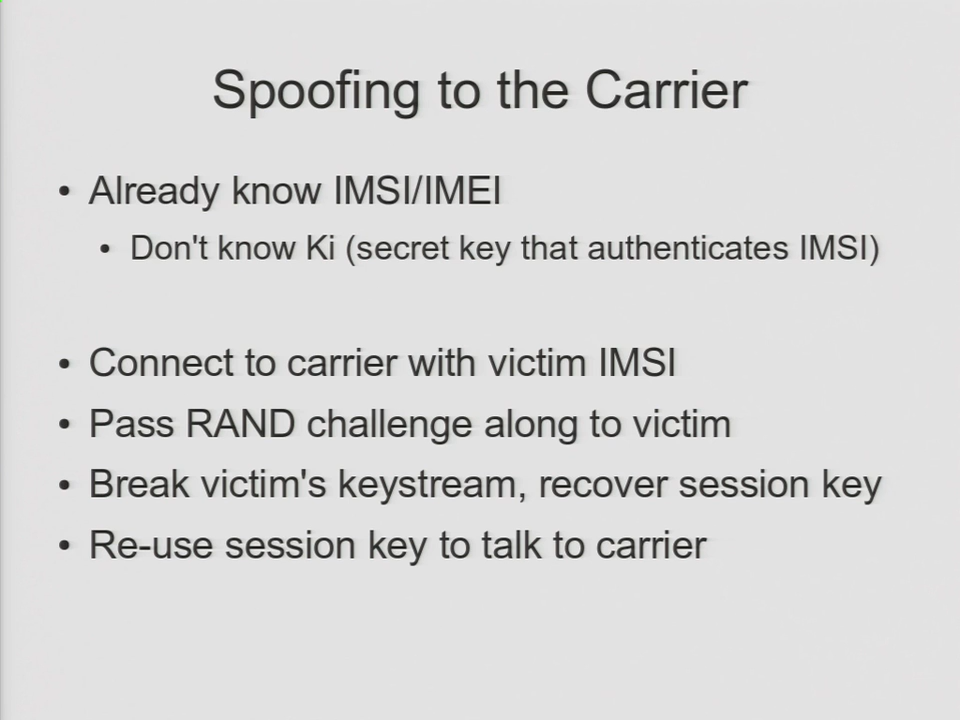 Spoofing to the Carrier
• Already know IMSI/IMEI
• Don't know Ki (secret key that authenticates IMSI)
• Connect to carrier with victim IMSI
• Pass RAND challenge along to victim
• Break victim's keystream, recover session key
• Re-use session key to talk to carrier